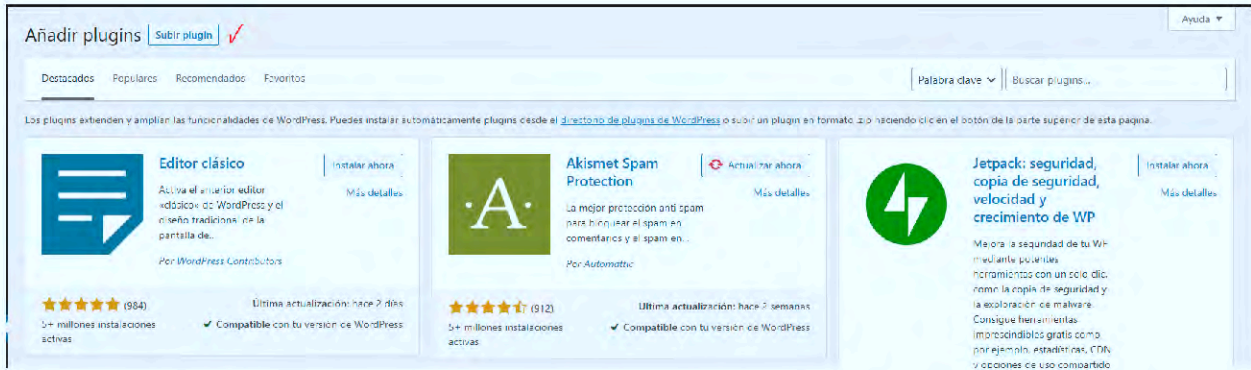 Ayuda
Añadir plugins Subir plugin
Destacados Populares Recomendados Favoritos Palabra clave Buscar plugins...
Los plugins extienden y amplían las funcionalidades de WordPress. Puedes instalar automáticamente plugins desde el directorio de plugins de WordPress o subir un plugin en formato .zip haciendo clic en el botón de la parte superior de esta página.
Editor clásico
Instalar ahora
Más detalles
Activa el anterior editor
«clásico» de WordPress y el
diseño tradicional de la
pantalla de..
Por WordPress Contributors
(984)
5+ millones instalaciones
activas
Última actualización: hace 2 días
Compatible con tu versión de WordPress
Akismet Spam
Protection
Actualizar ahora
Más detalles
La mejor protección anti spam
para bloquear el spam en
comentarios y el spam en..
Por Automattic
(912)
5+ millones instalaciones
activas
Última actualización: hace 2 semanas
Compatible con tu versión de WordPress
Jetpack: seguridad,
copia de seguridad,
velocidad y
crecimiento de WP
Instalar ahora
Más detalles
Mejora la seguridad de tu WP
mediante potentes
herramientas con un solo clic,
como la copia de seguridad y
la exploración de malware.
Consigue herramientas
imprescindibles gratis como
por ejemplo, estadísticas, CDN
y opciones de uso compartido